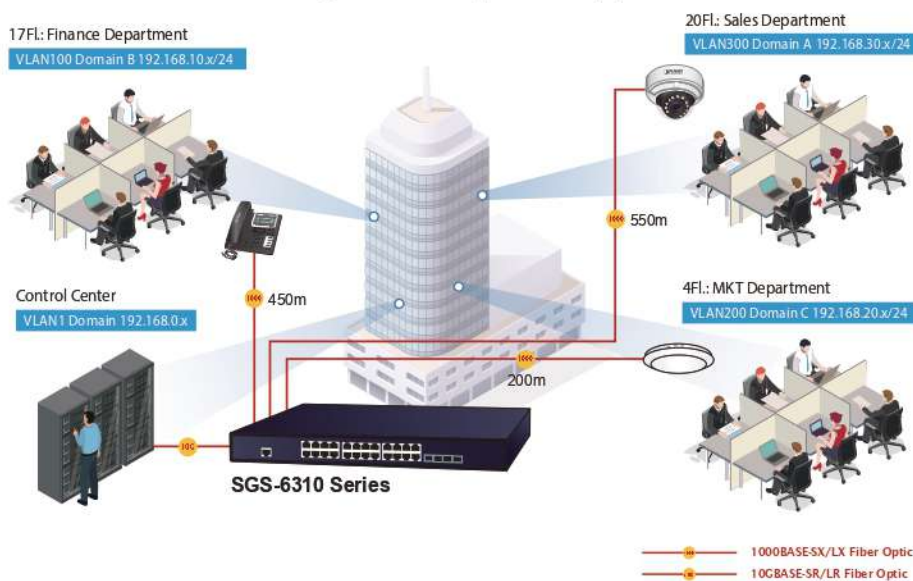 17Fl.: Finance Department
VLAN100 Domain B 192.168.10.x/24
20Fl.: Sales Department
VLAN300 Domain A 192.168.30.x/24
550m
450m
Control Center
VLAN1 Domain 192.168.0.x
4Fl.: MKT Department
VLAN200 Domain C 192.168.20.x/24
200m
SGS-6310 Series
1000BASE-SX/LX Fiber Optic
10GBASE-SR/LR Fiber Optic